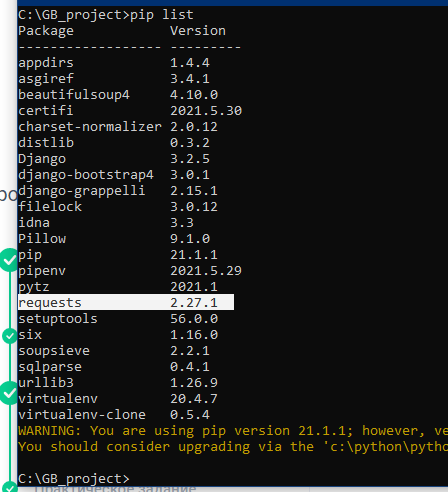 C:\GB_project>pip list
Package Version
------------------ ---------
appdirs 1.4.4
asgiref 3.4.1
beautifulsoup4 4.10.0
certifi 2021.5.30
charset-normalizer 2.0.12
distlib 0.3.2
Django 3.2.5
django-bootstrap4 3.0.1
django-grappelli 2.15.1
filelock 3.0.12
idna 3.3
Pillow 9.1.0
pip 21.1.1
pipenv 2021.5.29
pytz 2021.1
requests 2.27.1
setuptools 56.0.0
six 1.16.0
soupsieve 2.2.1
sqlparse 0.4.1
urllib3 1.26.9
virtualenv 20.4.7
virtualenv-clone 0.5.4
WARNING: You are using pip version 21.1.1; however, ve
You should consider upgrading via the 'c:\python\pytho
C:\GB_project>
Практическое задание